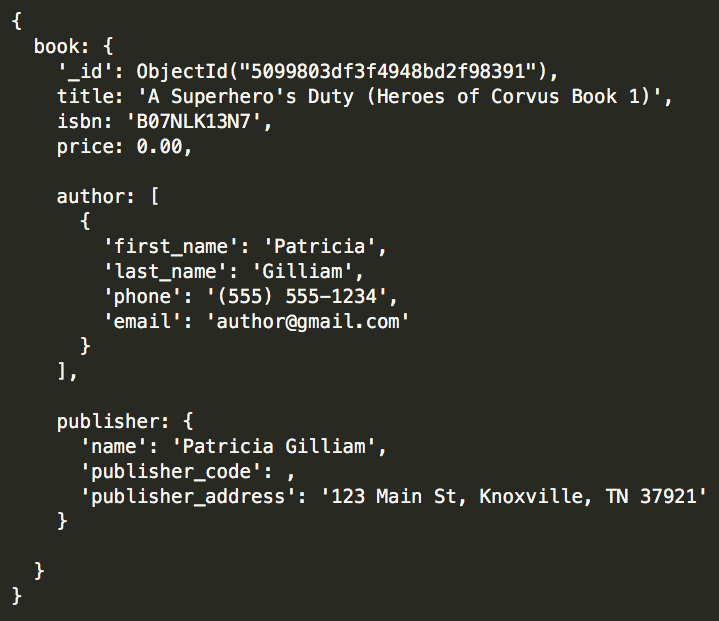 {
  book: {
    '_id': ObjectId("5099803df3f4948bd2f98391"),
    title: 'A Superhero's Duty (Heroes of Corvus Book 1)',
    isbn: 'B07NLK13N7',
    price: 0.00,

    author: [
      {
        'first_name': 'Patricia',
        'last_name': 'Gilliam',
        'phone': '(555) 555-1234',
        'email': 'author@gmail.com'
      }
    ],

    publisher: {
      'name': 'Patricia Gilliam',
      'publisher_code': ,
      'publisher_address': '123 Main St, Knoxville, TN 37921'
    }

  }
}